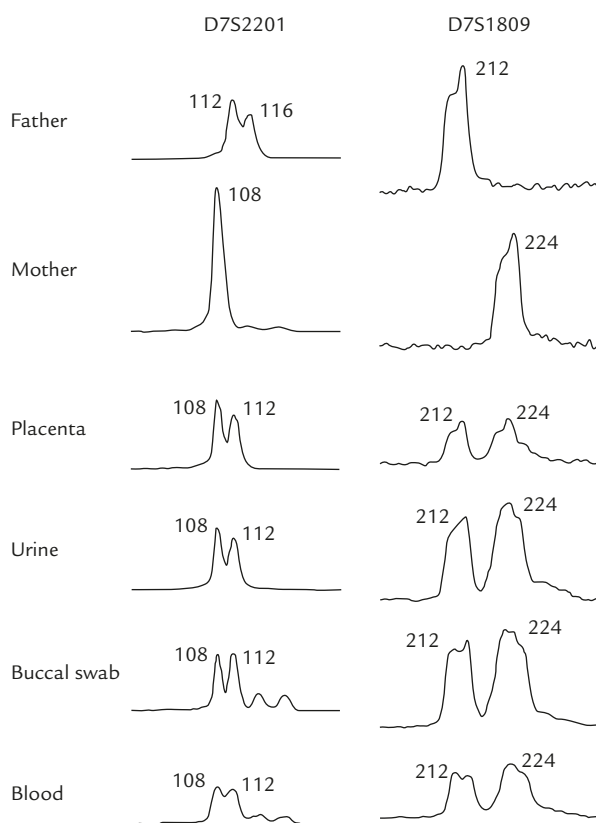 D7S2201 D7S1809
Father 112 116 212
Mother 108 224
Placenta 108 112 212 224
Urine 108 112 212 224
Buccal swab 108 112 212 224
Blood 108 112 212 224